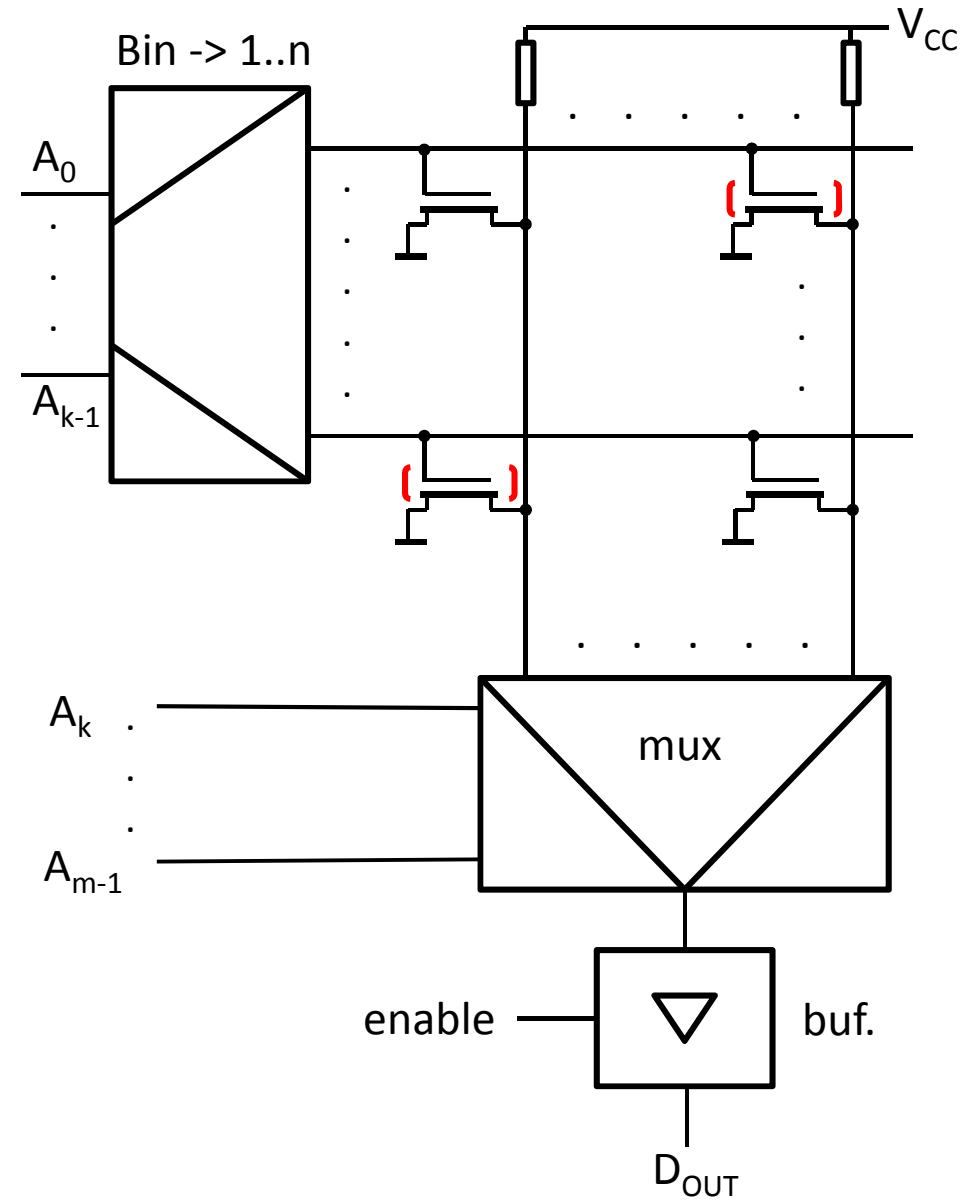 V_CC
Bin -> 1..n
A_0
A_k-1
A_k
mux
A_m-1
enable
buf.
D_OUT